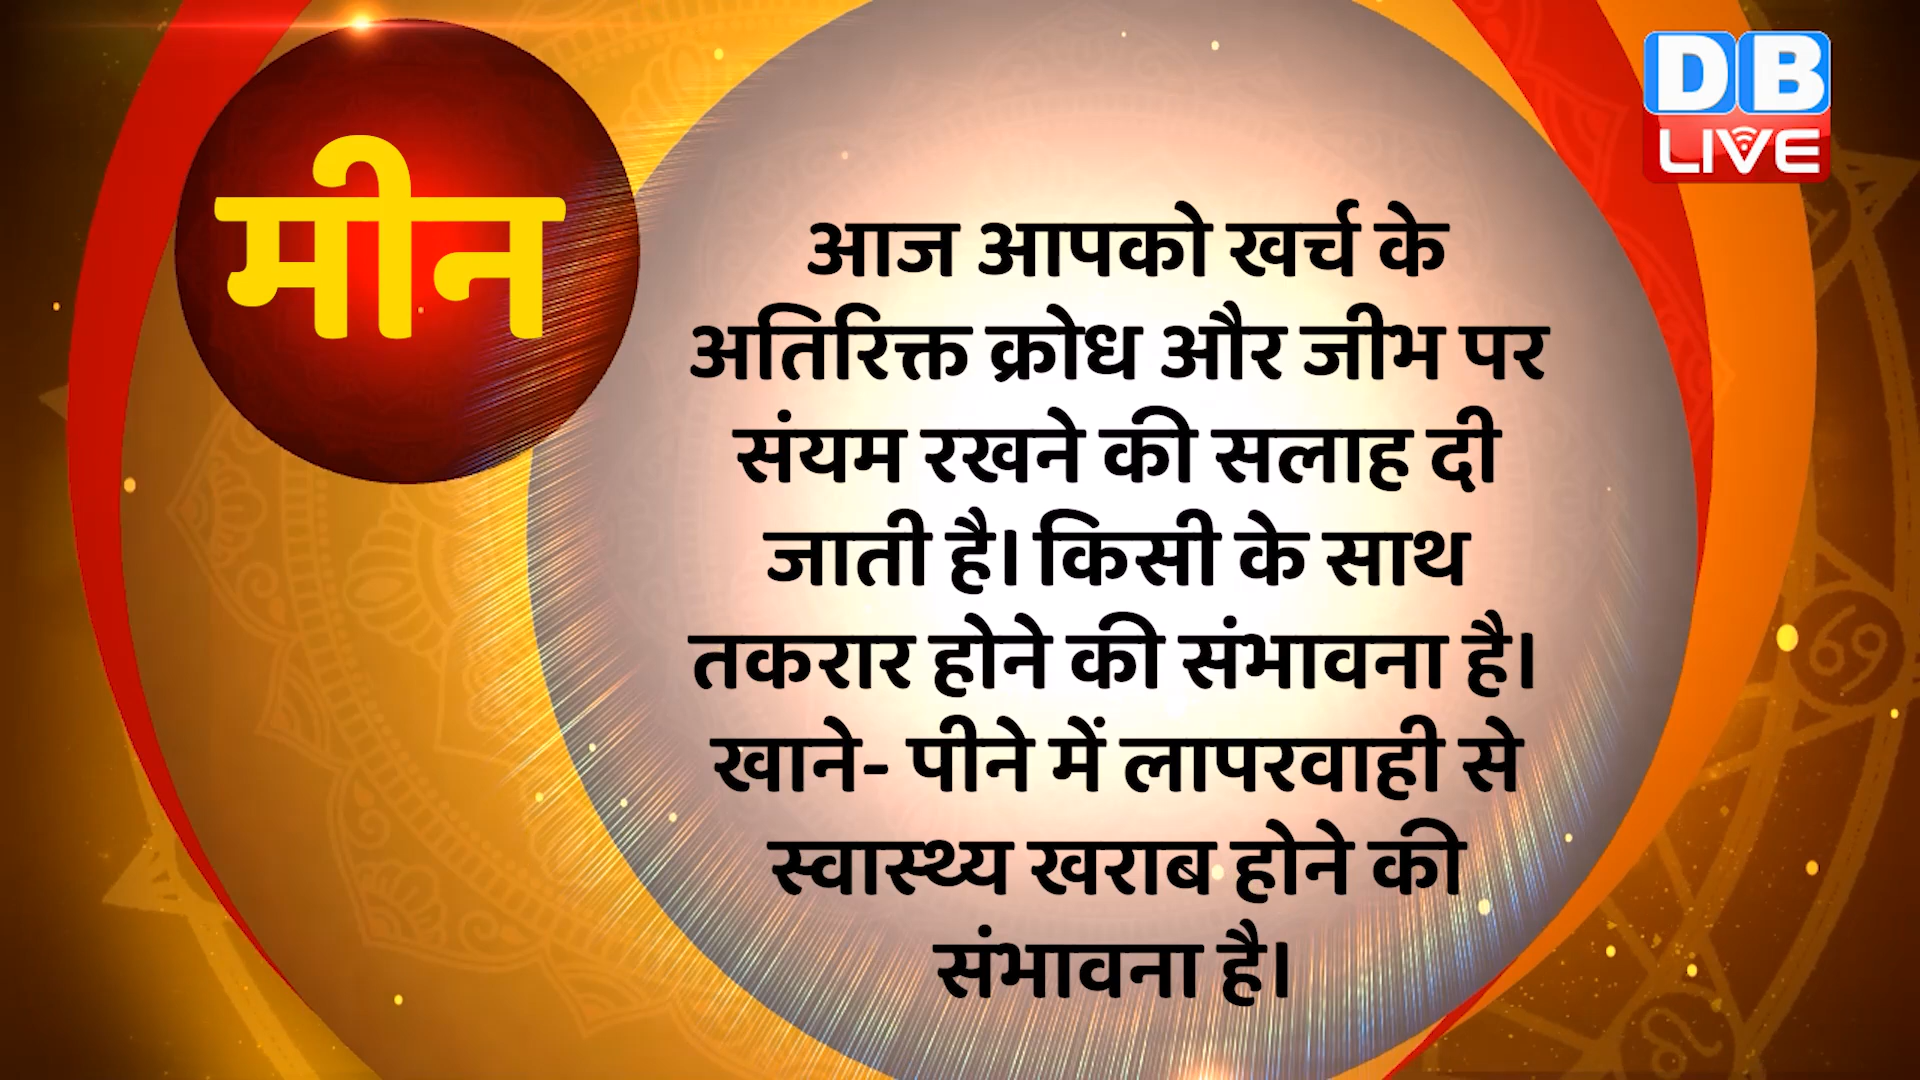 मीन
DB
LIVE
आज आपको खर्च के
अतिरिक्त क्रोध और जीभ पर
संयम रखने की सलाह दी
जाती है। किसी के साथ
तकरार होने की संभावना है।
खाने- पीने में लापरवाही से
स्वास्थ्य खराब होने की
संभावना है।